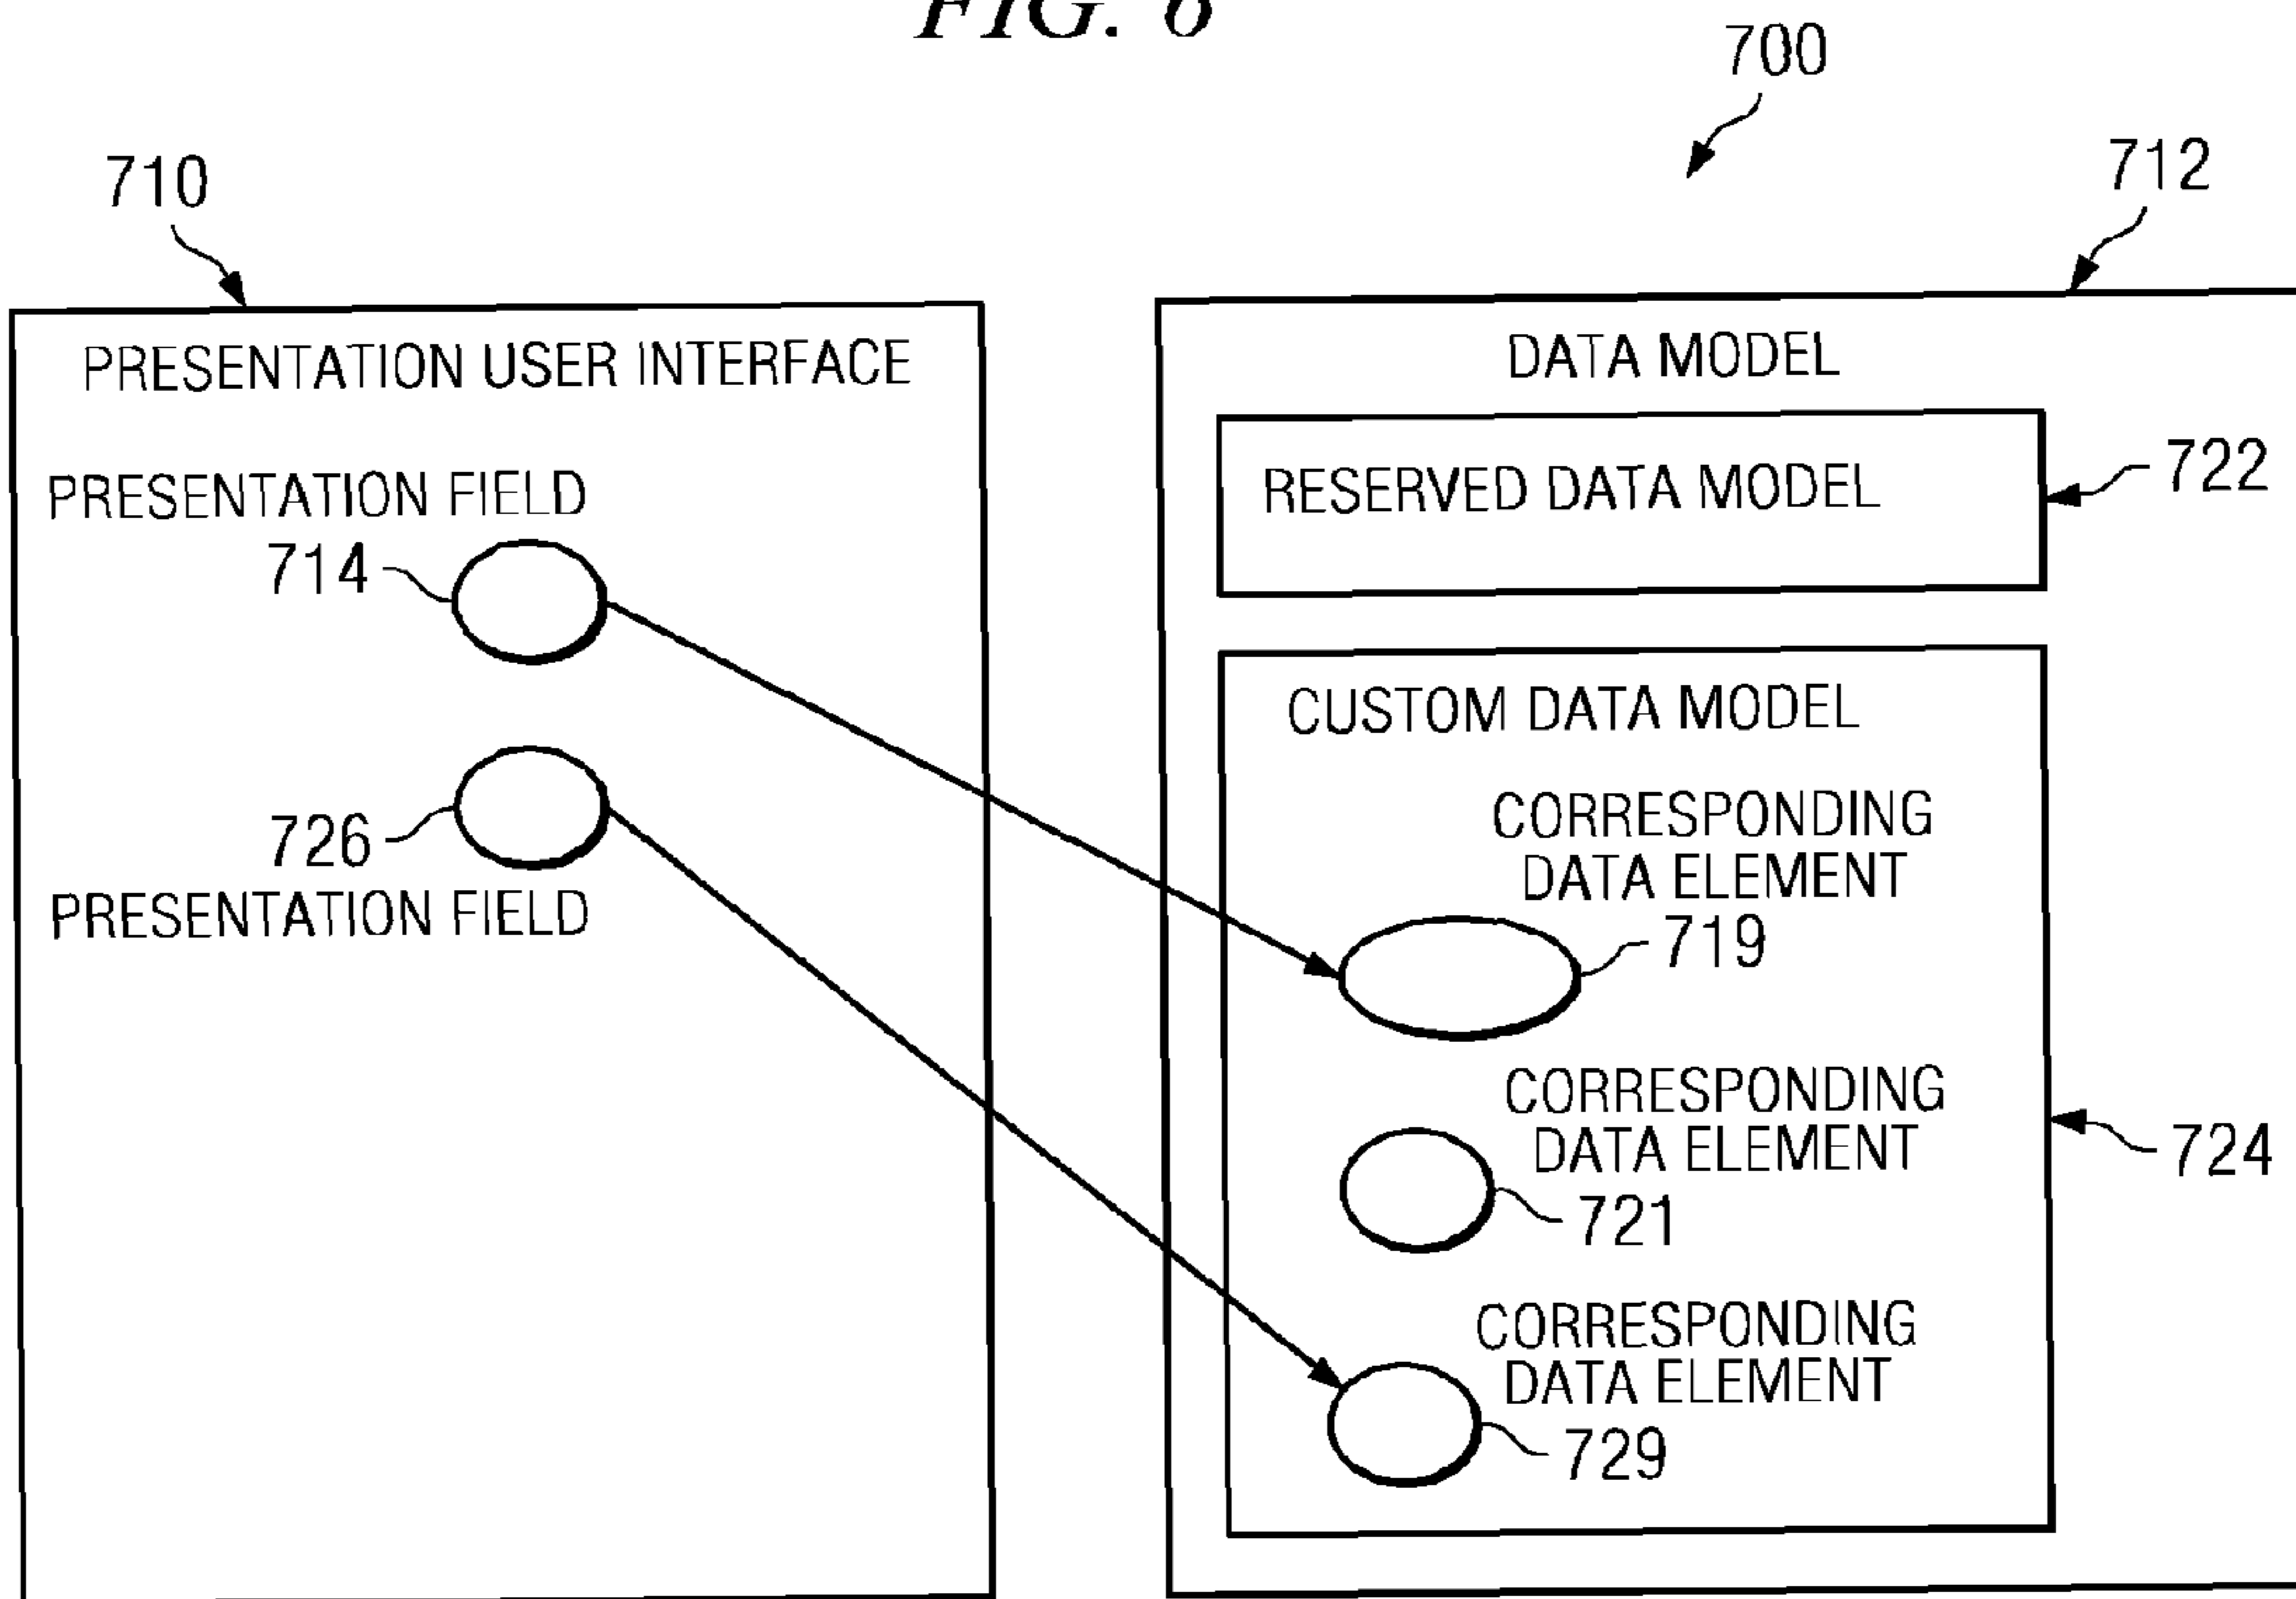 FIG. 6
700
710
712
PRESENTATION USER INTERFACE
PRESENTATION FIELD
714
726
PRESENTATION FIELD
DATA MODEL
RESERVED DATA MODEL
722
CUSTOM DATA MODEL
CORRESPONDING
DATA ELEMENT
719
CORRESPONDING
DATA ELEMENT
721
724
CORRESPONDING
DATA ELEMENT
729